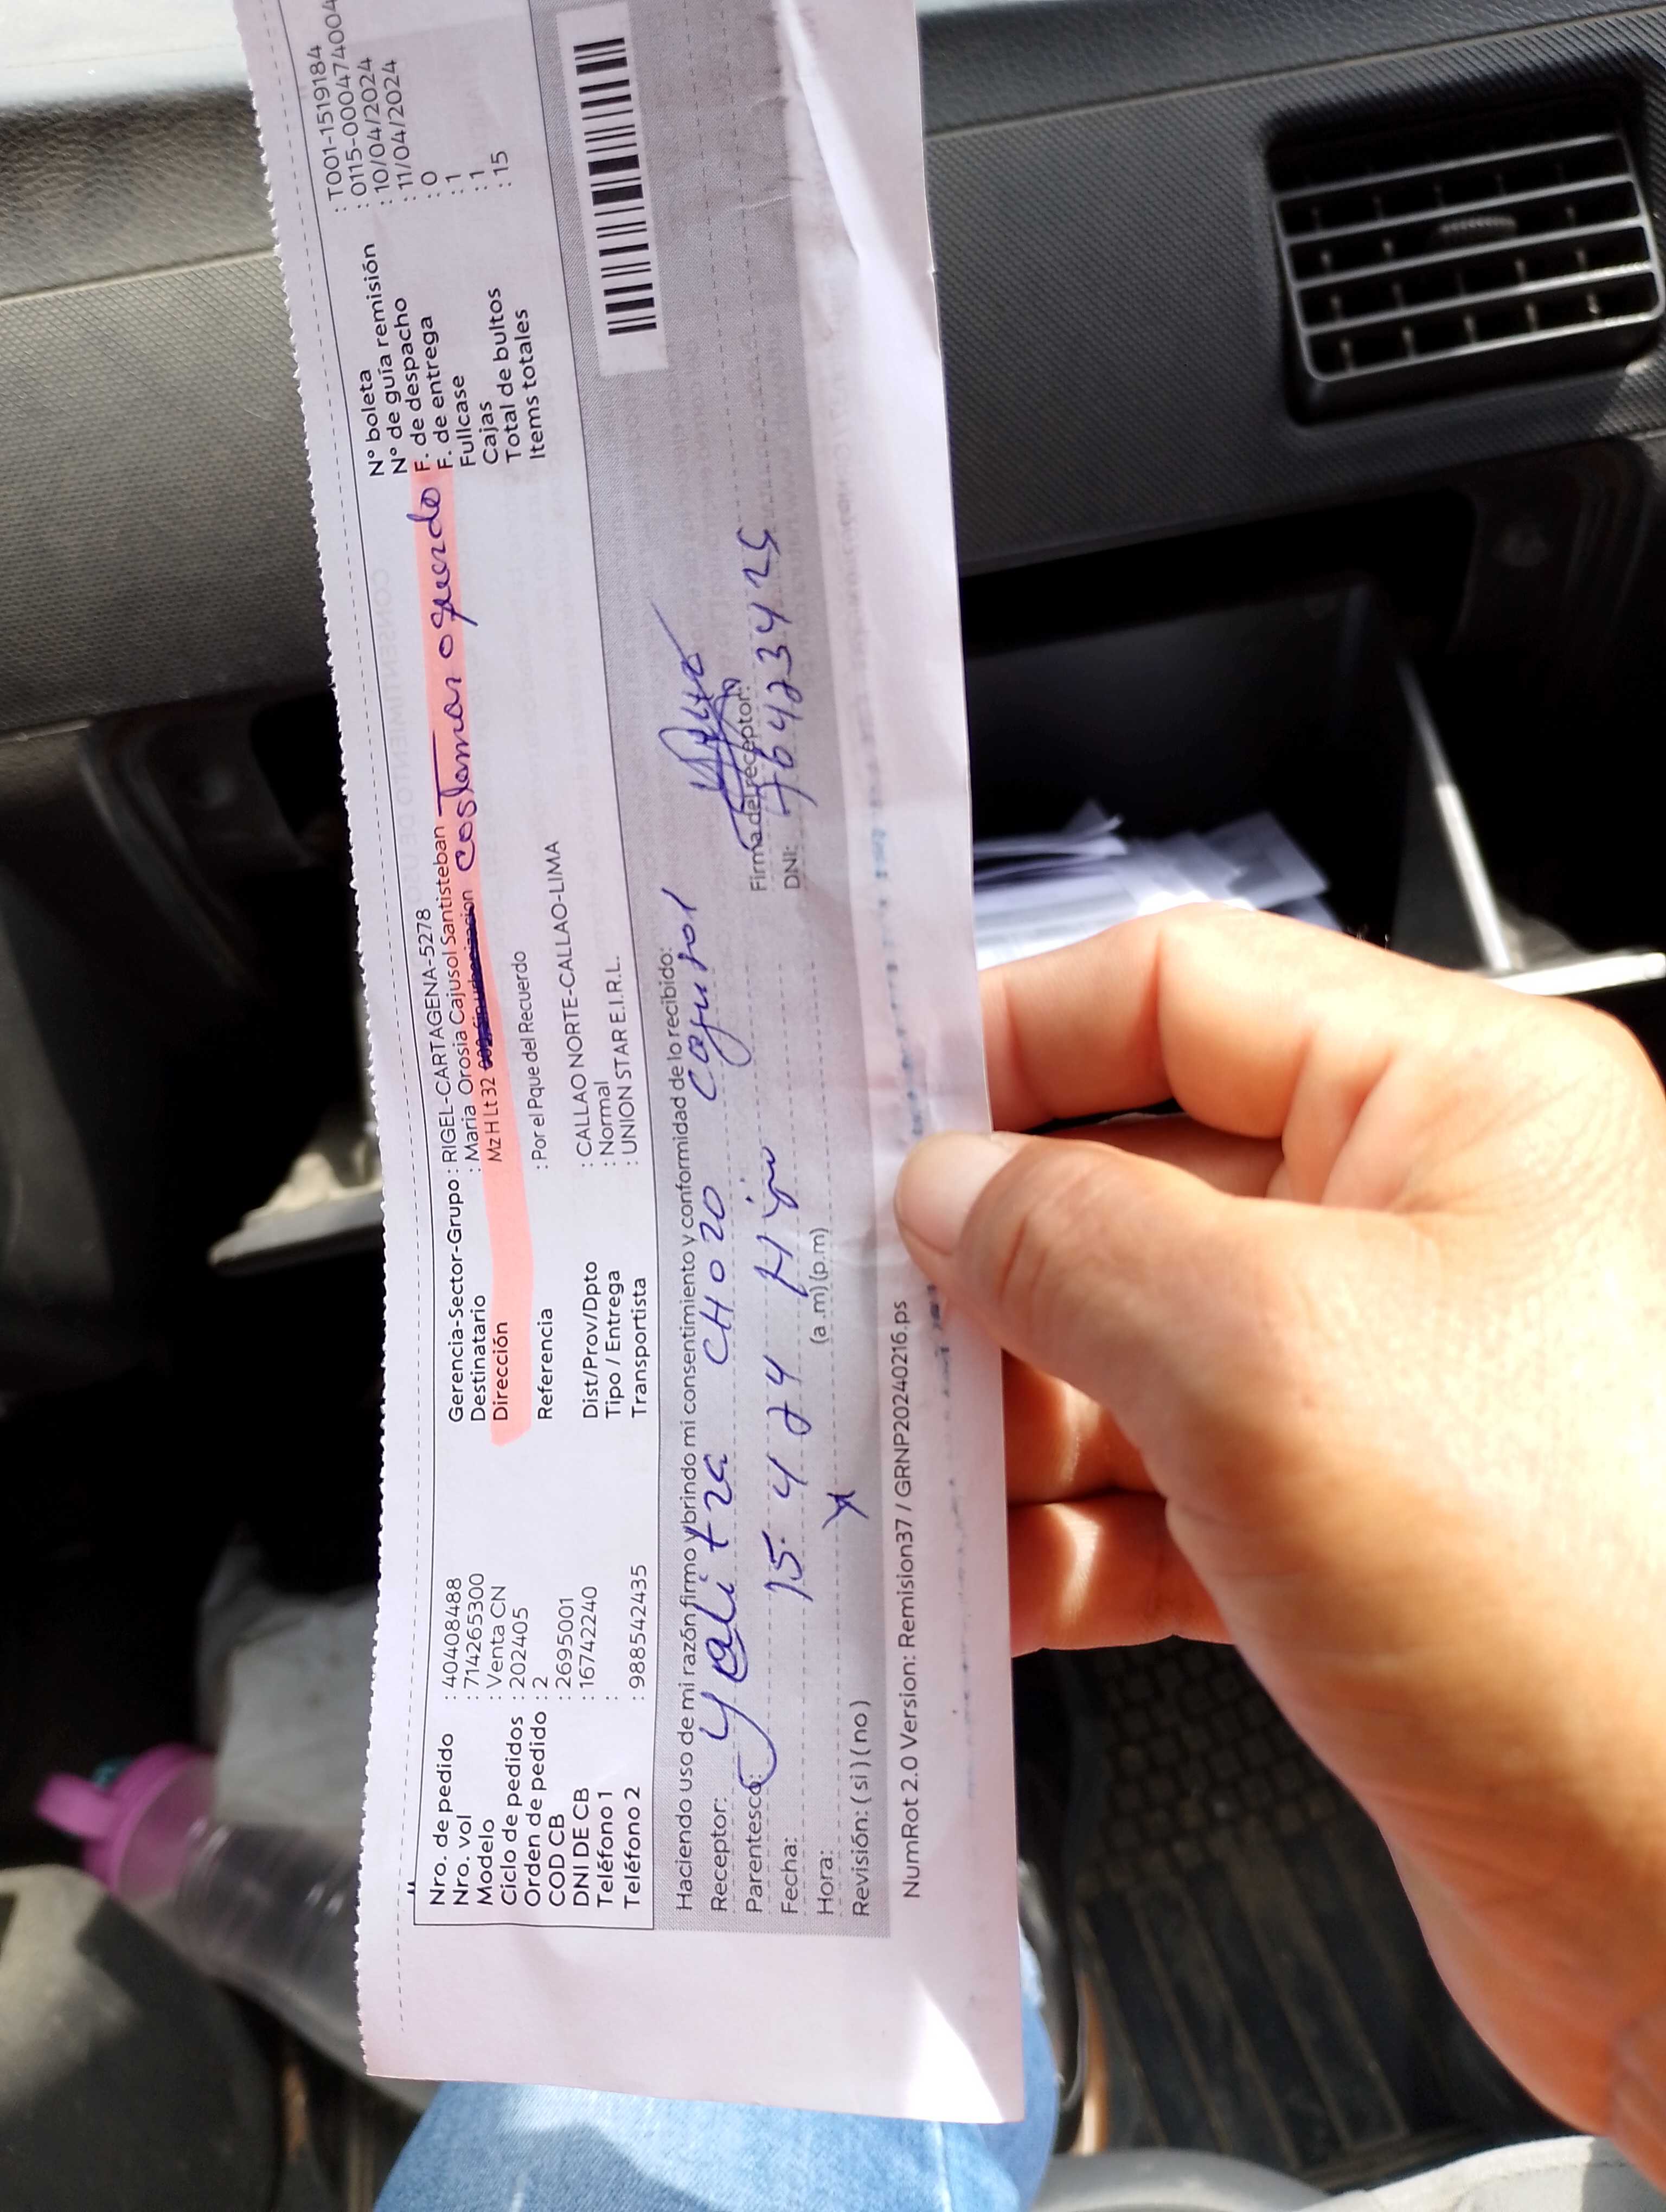 Nro. de pedido : 40408488
Nro. vol : 714265300
Modelo : Venta CN
Ciclo de pedidos : 202405
Orden de pedido : 2
COD CB : 2695001
DNI DE CB : 16742240
Teléfono 1 :
Teléfono 2 : 988542435
Gerencia-Sector-Grupo : RIGEL-CARTAGENA-5278
Destinatario : Maria Orosia Cajusol Santisteban
Dirección Mz H Lt 32 Costamar oquendo
Referencia : Por el Pque del Recuerdo
Dist/Prov/Dpto : CALLAO NORTE-CALLAO-LIMA
Tipo / Entrega : Normal
Transportista : UNION STAR E.I.R.L.
N° boleta : T001-1519184
N° de guía remisión : 0115-00047400
F. de despacho : 10/04/2024
F. de entrega : 11/04/2024
Fullcase : 0
Cajas : 1
Total de bultos : 1
Items totales : 15
Haciendo uso de mi razón firmo y brindo mi consentimiento y conformidad de lo recibido:
Receptor: Yalitza CHOZO Cajusol
Parentesco:
Fecha: 15 4 24 Hijo
Hora: (a.m)(p.m)
Revisión: ( si ) ( no )
Firma del receptor:
DNI: 76473425
NumRot 2.0 Version: Remision37 / GRNP20240216.ps